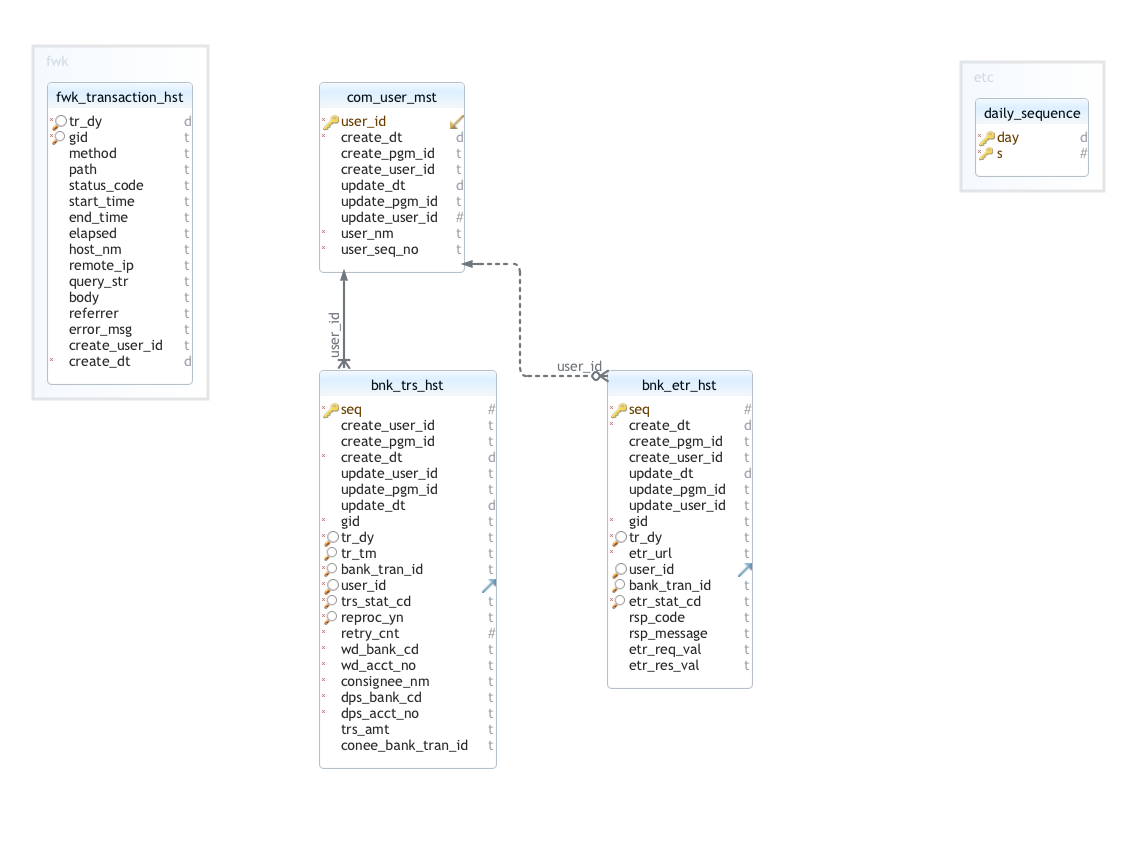 fwk
fwk_transaction_hst
tr_dy d
gid t
method t
path t
status_code t
start_time t
end_time t
elapsed t
host_nm t
remote_ip t
query_str t
body t
referrer t
error_msg t
create_user_id t
create_dt d
com_user_mst
user_id
create_dt d
create_pgm_id t
create_user_id t
update_dt d
update_pgm_id t
update_user_id #
user_nm t
user_seq_no t
etc
daily_sequence
day d
s #
user_id
user_id
bnk_trs_hst
seq #
create_user_id t
create_pgm_id t
create_dt d
update_user_id t
update_pgm_id t
update_dt d
gid t
tr_dy t
tr_tm t
bank_tran_id t
user_id
trs_stat_cd t
reproc_yn t
retry_cnt #
wd_bank_cd t
wd_acct_no t
consignee_nm t
dps_bank_cd t
dps_acct_no t
trs_amt t
conee_bank_tran_id t
bnk_etr_hst
seq #
create_dt d
create_pgm_id t
create_user_id t
update_dt d
update_pgm_id t
update_user_id t
gid t
tr_dy t
etr_url t
user_id
bank_tran_id t
etr_stat_cd t
rsp_code t
rsp_message t
etr_req_val t
etr_res_val t